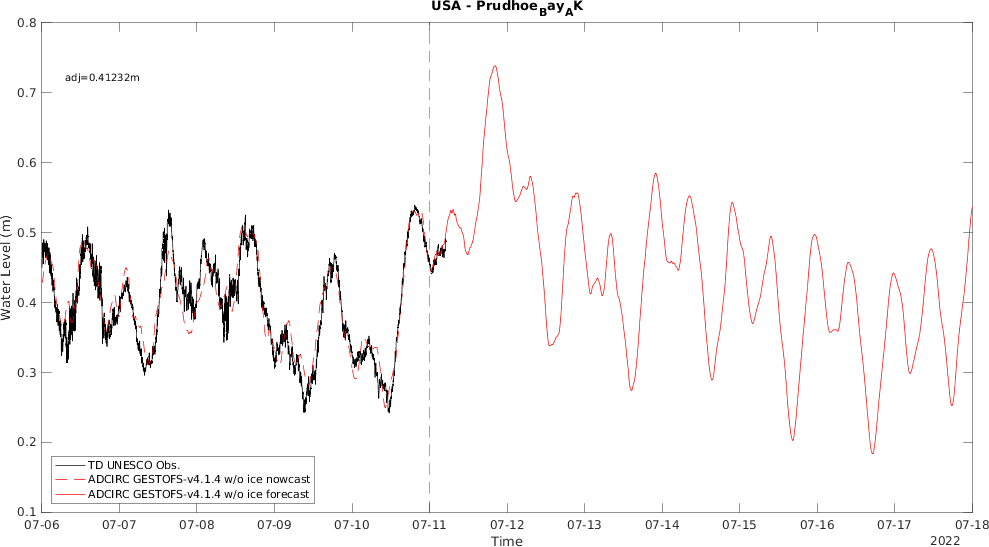 USA - Prudhoe_Bay_AK
0.8
adj=0.41232m
0.7
0.6
0.5
0.4
0.3
0.2
0.1
Water Level (m)
TD UNESCO Obs.
ADCIRC GESTOFS-v4.1.4 w/o ice nowcast
ADCIRC GESTOFS-v4.1.4 w/o ice forecast
07-06 07-07 07-08 07-09 07-10 07-11 07-12 07-13 07-14 07-15 07-16 07-17 07-18
Time
2022